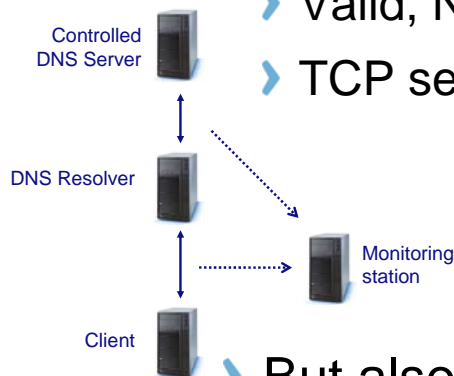 Valid, N
Controlled
DNS Server
TCP se
DNS Resolver
Monitoring
station
Client
But also